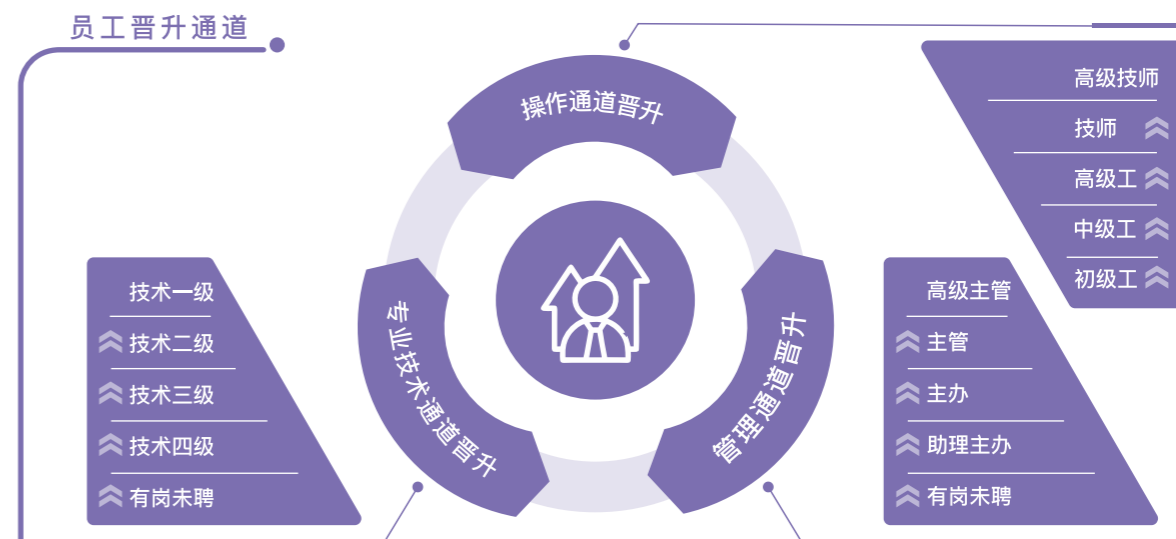 员工晋升通道
操作通道晋升
高级技师
技师
高级工
中级工
初级工
专业技术通道晋升
技术一级
技术二级
技术三级
技术四级
有岗未聘
管理通道晋升
高级主管
主管
主办
助理主办
有岗未聘